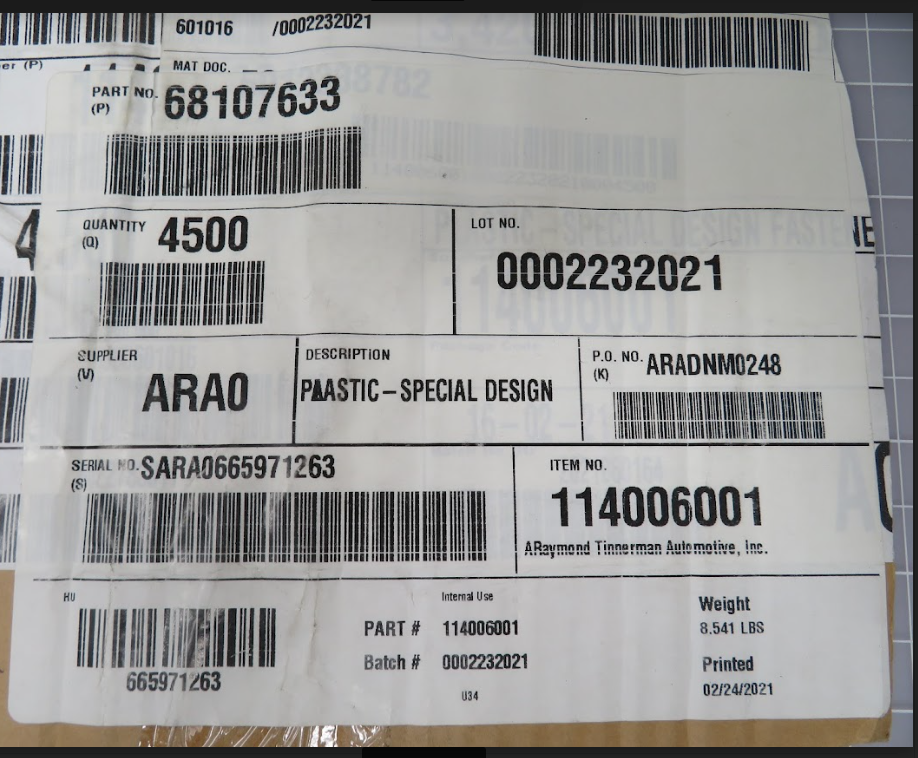 601016 /0002232021
er (P)
MAT DOC.
PART NO. 68107633
(P)
QUANTITY 4500
(Q)
LOT NO.
0002232021
SUPPLIER
(V)
ARA0
DESCRIPTION
PLASTIC-SPECIAL DESIGN
P.O. NO. ARADNM0248
(K)
SERIAL NO. SARA0665971263
(S)
ITEM NO.
114006001
ARaymond Tinnerman Automotive, Inc.
HU
665971263
Internal Use
PART # 114006001
Batch # 0002232021
U34
Weight
8.541 LBS
Printed
02/24/2021